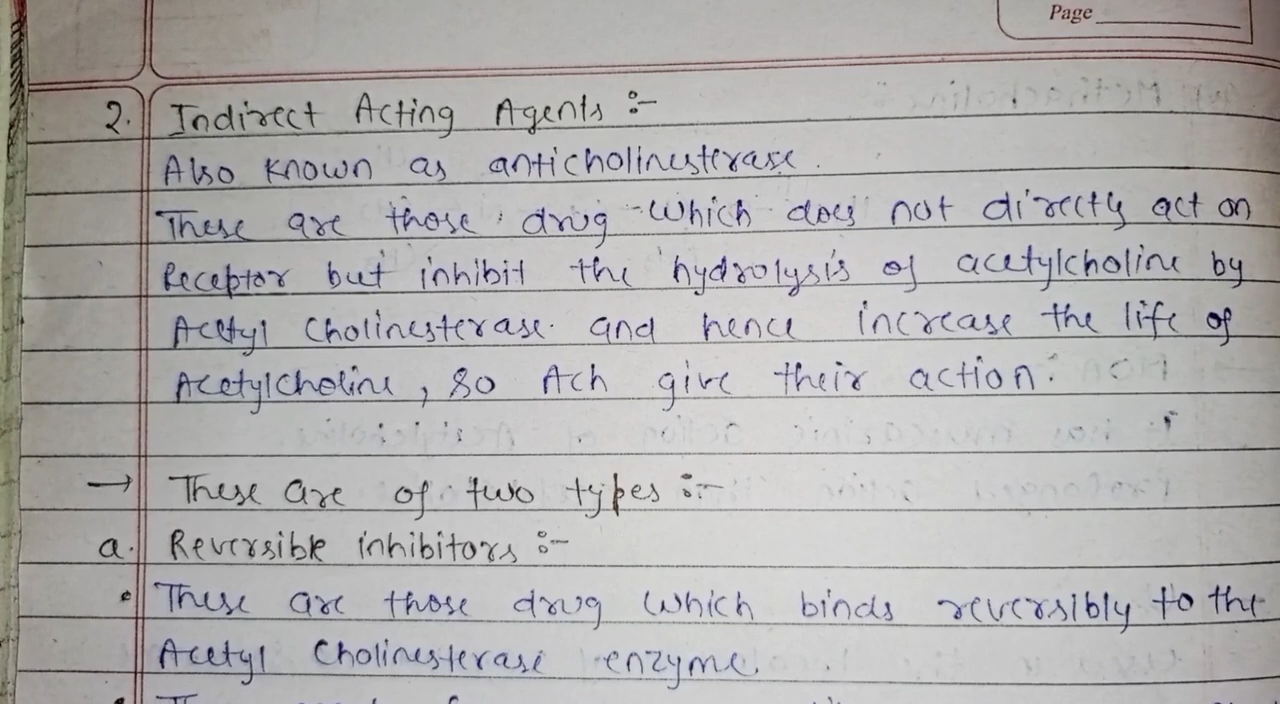 Page
2. Indirect Acting Agents :-
Also known as anticholinesterase.
These are those drug which does not directly act on
Receptor but inhibit the hydrolysis of acetylcholine by
Acetyl Cholinesterase and hence increase the life of
Acetylcholine, so Ach give their action.
→ These are of two types :-
a. Reversible inhibitors :-
• These are those drug which binds reversibly to the
Acetyl Cholinesterase enzyme.